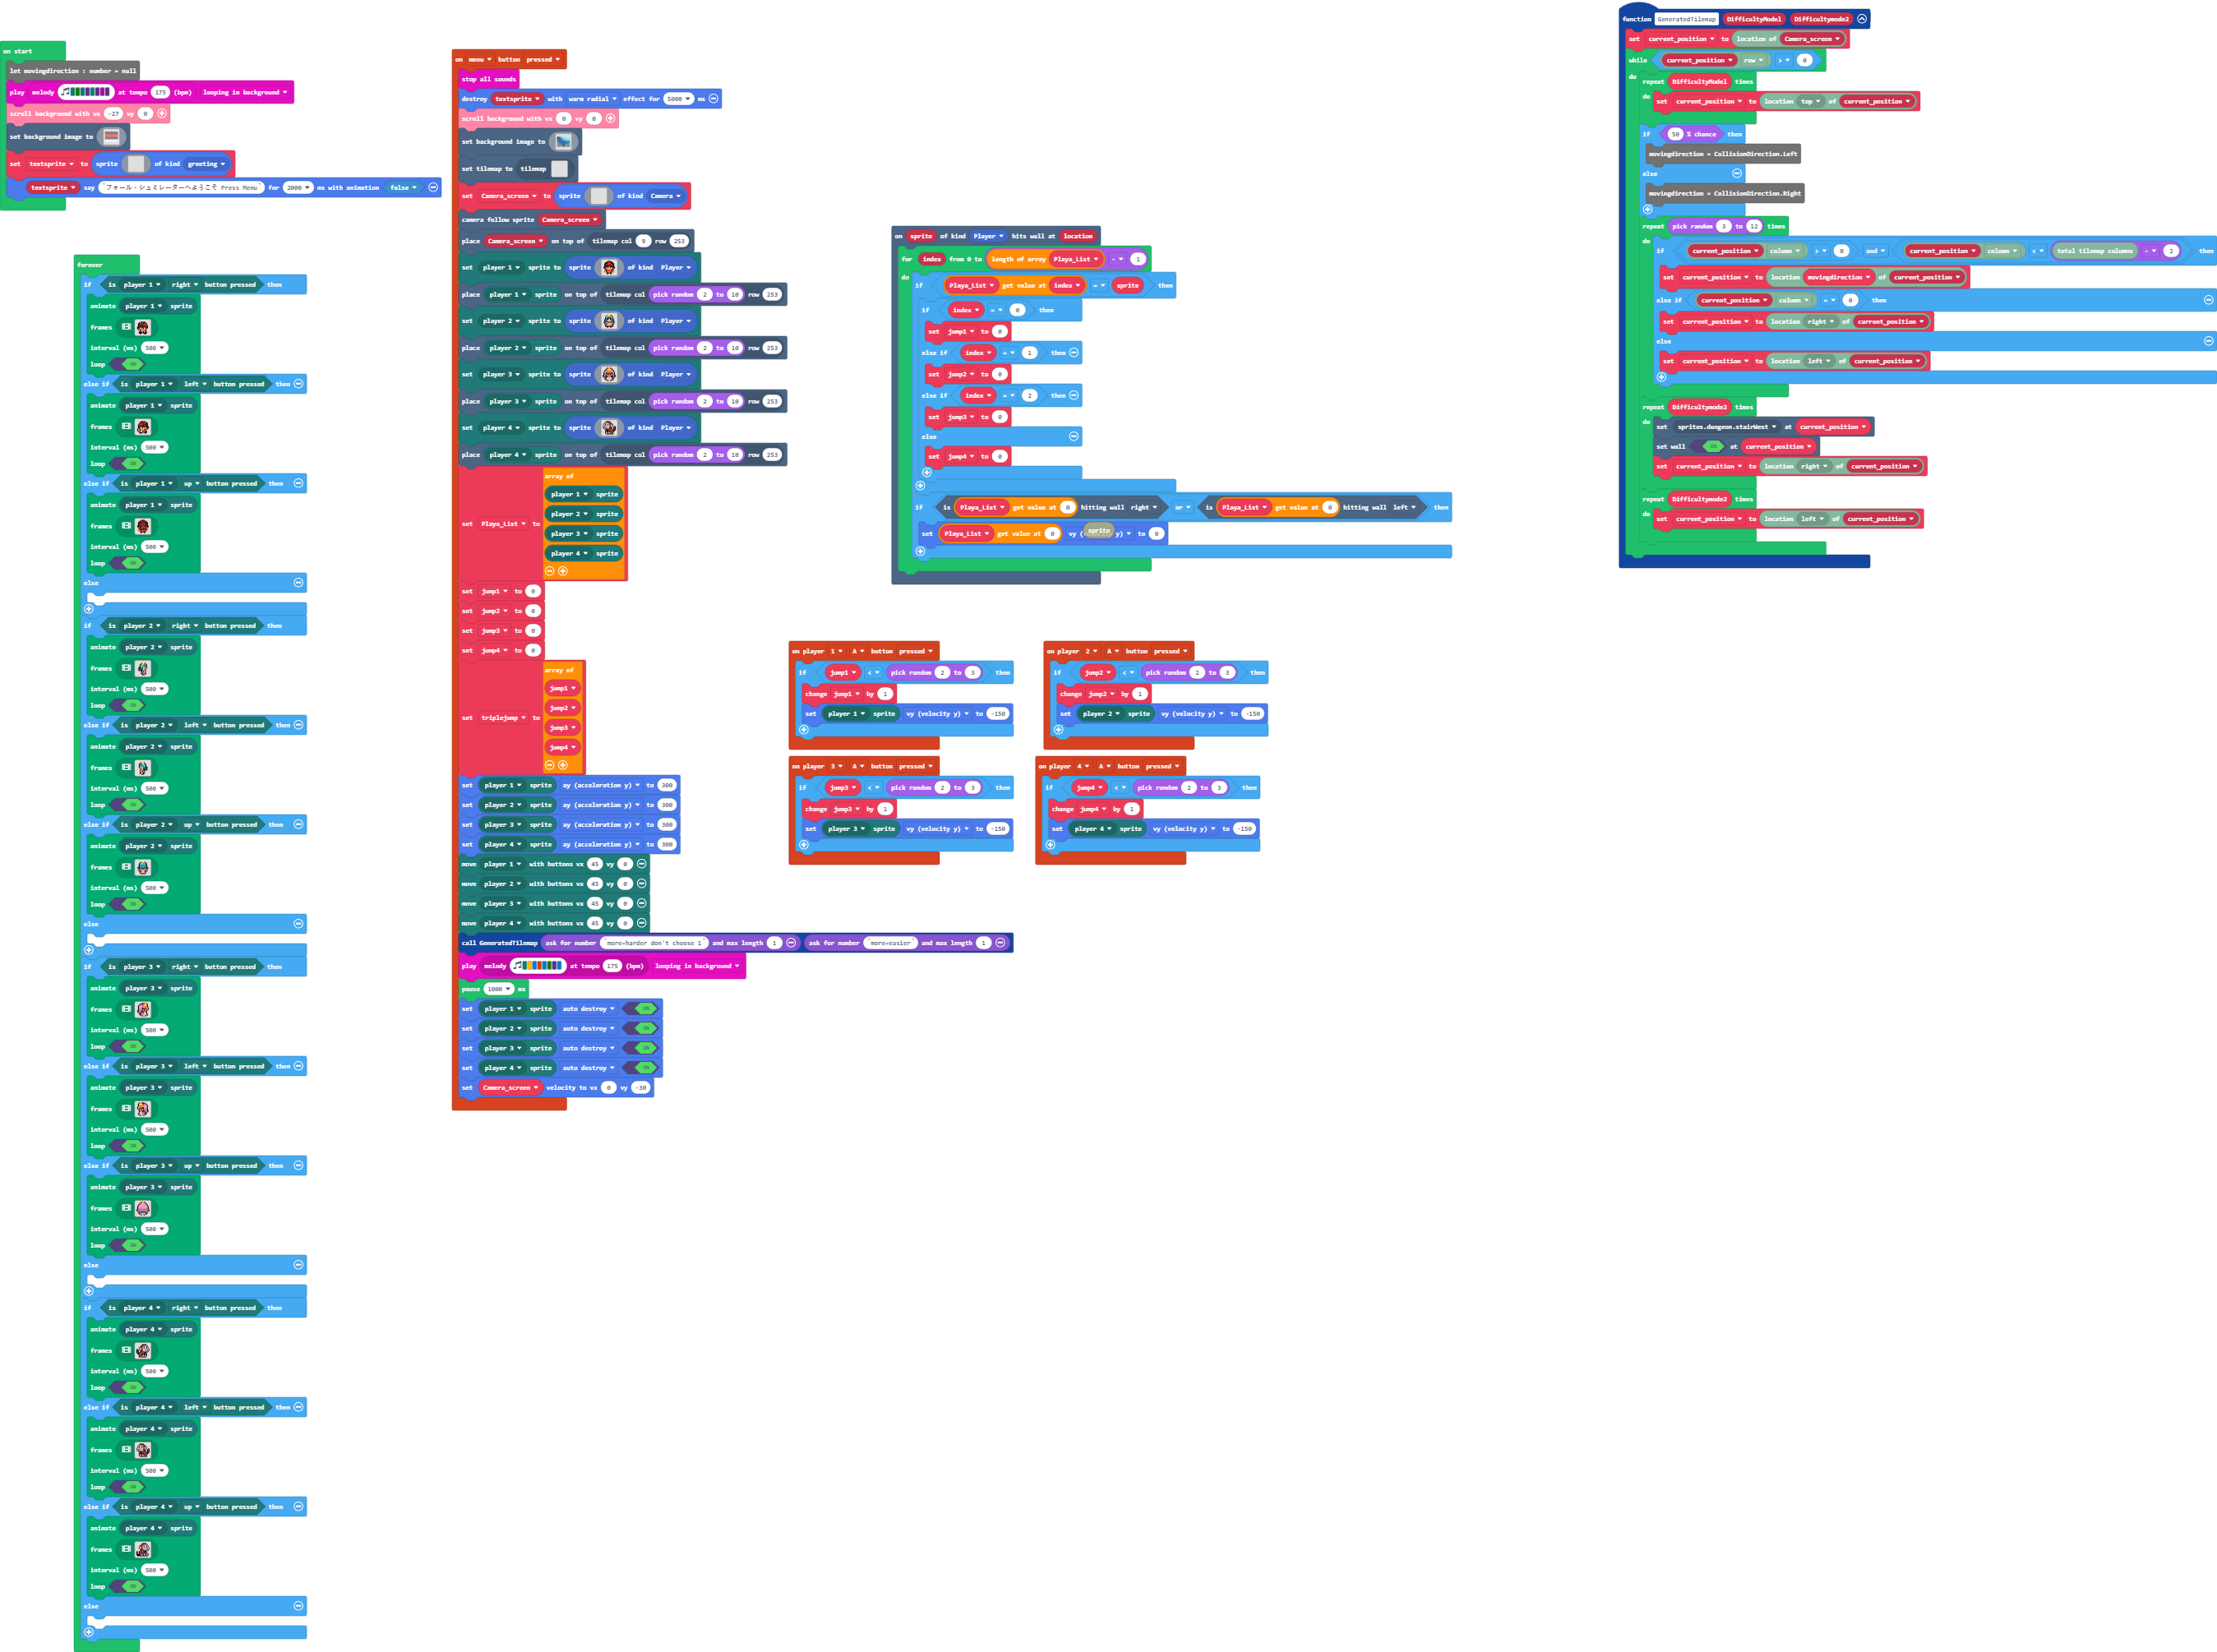 on start
let movingdirection : number = null
play melody at tempo 175 (bpm) looping in background
scroll background with vx -27 vy 0
set background image to
set textsprite to sprite of kind greeting
textsprite say `フォール・シュミレーターへようこそ Press Menu` for 2000 ms with animation false
forever
if is player 1 right button pressed then
animate player 1 sprite
frames
interval (ms) 500
loop ON
else if is player 1 left button pressed then
animate player 1 sprite
frames
interval (ms) 500
loop ON
else if is player 1 up button pressed then
animate player 1 sprite
frames
interval (ms) 500
loop ON
else
if is player 2 right button pressed then
animate player 2 sprite
frames
interval (ms) 500
loop ON
else if is player 2 left button pressed then
animate player 2 sprite
frames
interval (ms) 500
loop ON
else if is player 2 up button pressed then
animate player 2 sprite
frames
interval (ms) 500
loop ON
else
if is player 3 right button pressed then
animate player 3 sprite
frames
interval (ms) 500
loop ON
else if is player 3 left button pressed then
animate player 3 sprite
frames
interval (ms) 500
loop ON
else if is player 3 up button pressed then
animate player 3 sprite
frames
interval (ms) 500
loop ON
else
if is player 4 right button pressed then
animate player 4 sprite
frames
interval (ms) 500
loop ON
else if is player 4 left button pressed then
animate player 4 sprite
frames
interval (ms) 500
loop ON
else if is player 4 up button pressed then
animate player 4 sprite
frames
interval (ms) 500
loop ON
else
on menu button pressed
stop all sounds
destroy textsprite with warm radial effect for 5000 ms
scroll background with vx 0 vy 0
set background image to
set tilemap to tilemap
set Camera_screen to sprite of kind Camera
camera follow sprite Camera_screen
place Camera_screen on top of tilemap col 9 row 253
set player 1 sprite to sprite of kind Player
place player 1 sprite on top of tilemap col pick random 2 to 10 row 253
set player 2 sprite to sprite of kind Player
place player 2 sprite on top of tilemap col pick random 2 to 10 row 253
set player 3 sprite to sprite of kind Player
place player 3 sprite on top of tilemap col pick random 2 to 10 row 253
set player 4 sprite to sprite of kind Player
place player 4 sprite on top of tilemap col pick random 2 to 10 row 253
array of
player 1 sprite
player 2 sprite
set Playa_List to
player 3 sprite
player 4 sprite
set jump1 to 0
set jump2 to 0
set jump3 to 0
set jump4 to 0
array of
jump1
jump2
set triplejump to
jump3
jump4
set player 1 sprite ay (acceleration y) to 300
set player 2 sprite ay (acceleration y) to 300
set player 3 sprite ay (acceleration y) to 300
set player 4 sprite ay (acceleration y) to 300
move player 1 with buttons vx 45 vy 0
move player 2 with buttons vx 45 vy 0
move player 3 with buttons vx 45 vy 0
move player 4 with buttons vx 45 vy 0
call GeneratedTilemap ask for number `more=harder don't choose 1` and max length 1 ask for number `more=easier` and max length 1
play melody at tempo 175 (bpm) looping in background
pause 1000 ms
set player 1 sprite auto destroy ON
set player 2 sprite auto destroy ON
set player 3 sprite auto destroy ON
set player 4 sprite auto destroy ON
set Camera_screen velocity to vx 0 vy -30
on sprite of kind Player hits wall at location
for index from 0 to length of array Playa_List - 1
do
if Playa_List get value at index = sprite then
if index = 0 then
set jump1 to 0
else if index = 1 then
set jump2 to 0
else if index = 2 then
set jump3 to 0
else
set jump4 to 0
if is Playa_List get value at 0 hitting wall right or is Playa_List get value at 0 hitting wall left then
set Playa_List get value at 0 vy ( sprite y) to 0
on player 1 A button pressed
if jump1 < pick random 2 to 3 then
change jump1 by 1
set player 1 sprite vy (velocity y) to -150
on player 2 A button pressed
if jump2 < pick random 2 to 3 then
change jump2 by 1
set player 2 sprite vy (velocity y) to -150
on player 3 A button pressed
if jump3 < pick random 2 to 3 then
change jump3 by 1
set player 3 sprite vy (velocity y) to -150
on player 4 A button pressed
if jump4 < pick random 2 to 3 then
change jump4 by 1
set player 4 sprite vy (velocity y) to -150
function GeneratedTilemap DifficultyModel Difficultymode2
set current_position to location of Camera_screen
while current_position row > 0
do
repeat DifficultyModel times
do set current_position to location top of current_position
if 50 % chance then
movingdirection = CollisionDirection.Left
else
movingdirection = CollisionDirection.Right
repeat pick random 3 to 12 times
do if current_position column > 0 and current_position column < total tilemap columns - 2 then
set current_position to location movingdirection of current_position
else if current_position column = 0 then
set current_position to location right of current_position
else
set current_position to location left of current_position
repeat Difficultymode2 times
do set sprites.dungeon.stairWest at current_position
set wall ON at current_position
set current_position to location right of current_position
repeat Difficultymode2 times
do set current_position to location left of current_position